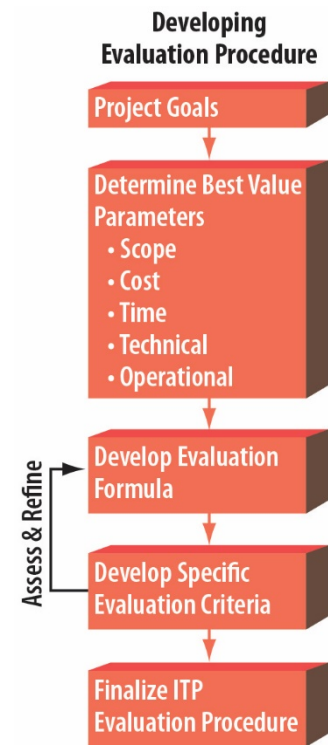 Developing
Evaluation Procedure
Project Goals
Determine Best Value
Parameters
• Scope
• Cost
• Time
• Technical
• Operational
Develop Evaluation
Formula
Assess & Refine
Develop Specific
Evaluation Criteria
Finalize ITP
Evaluation Procedure